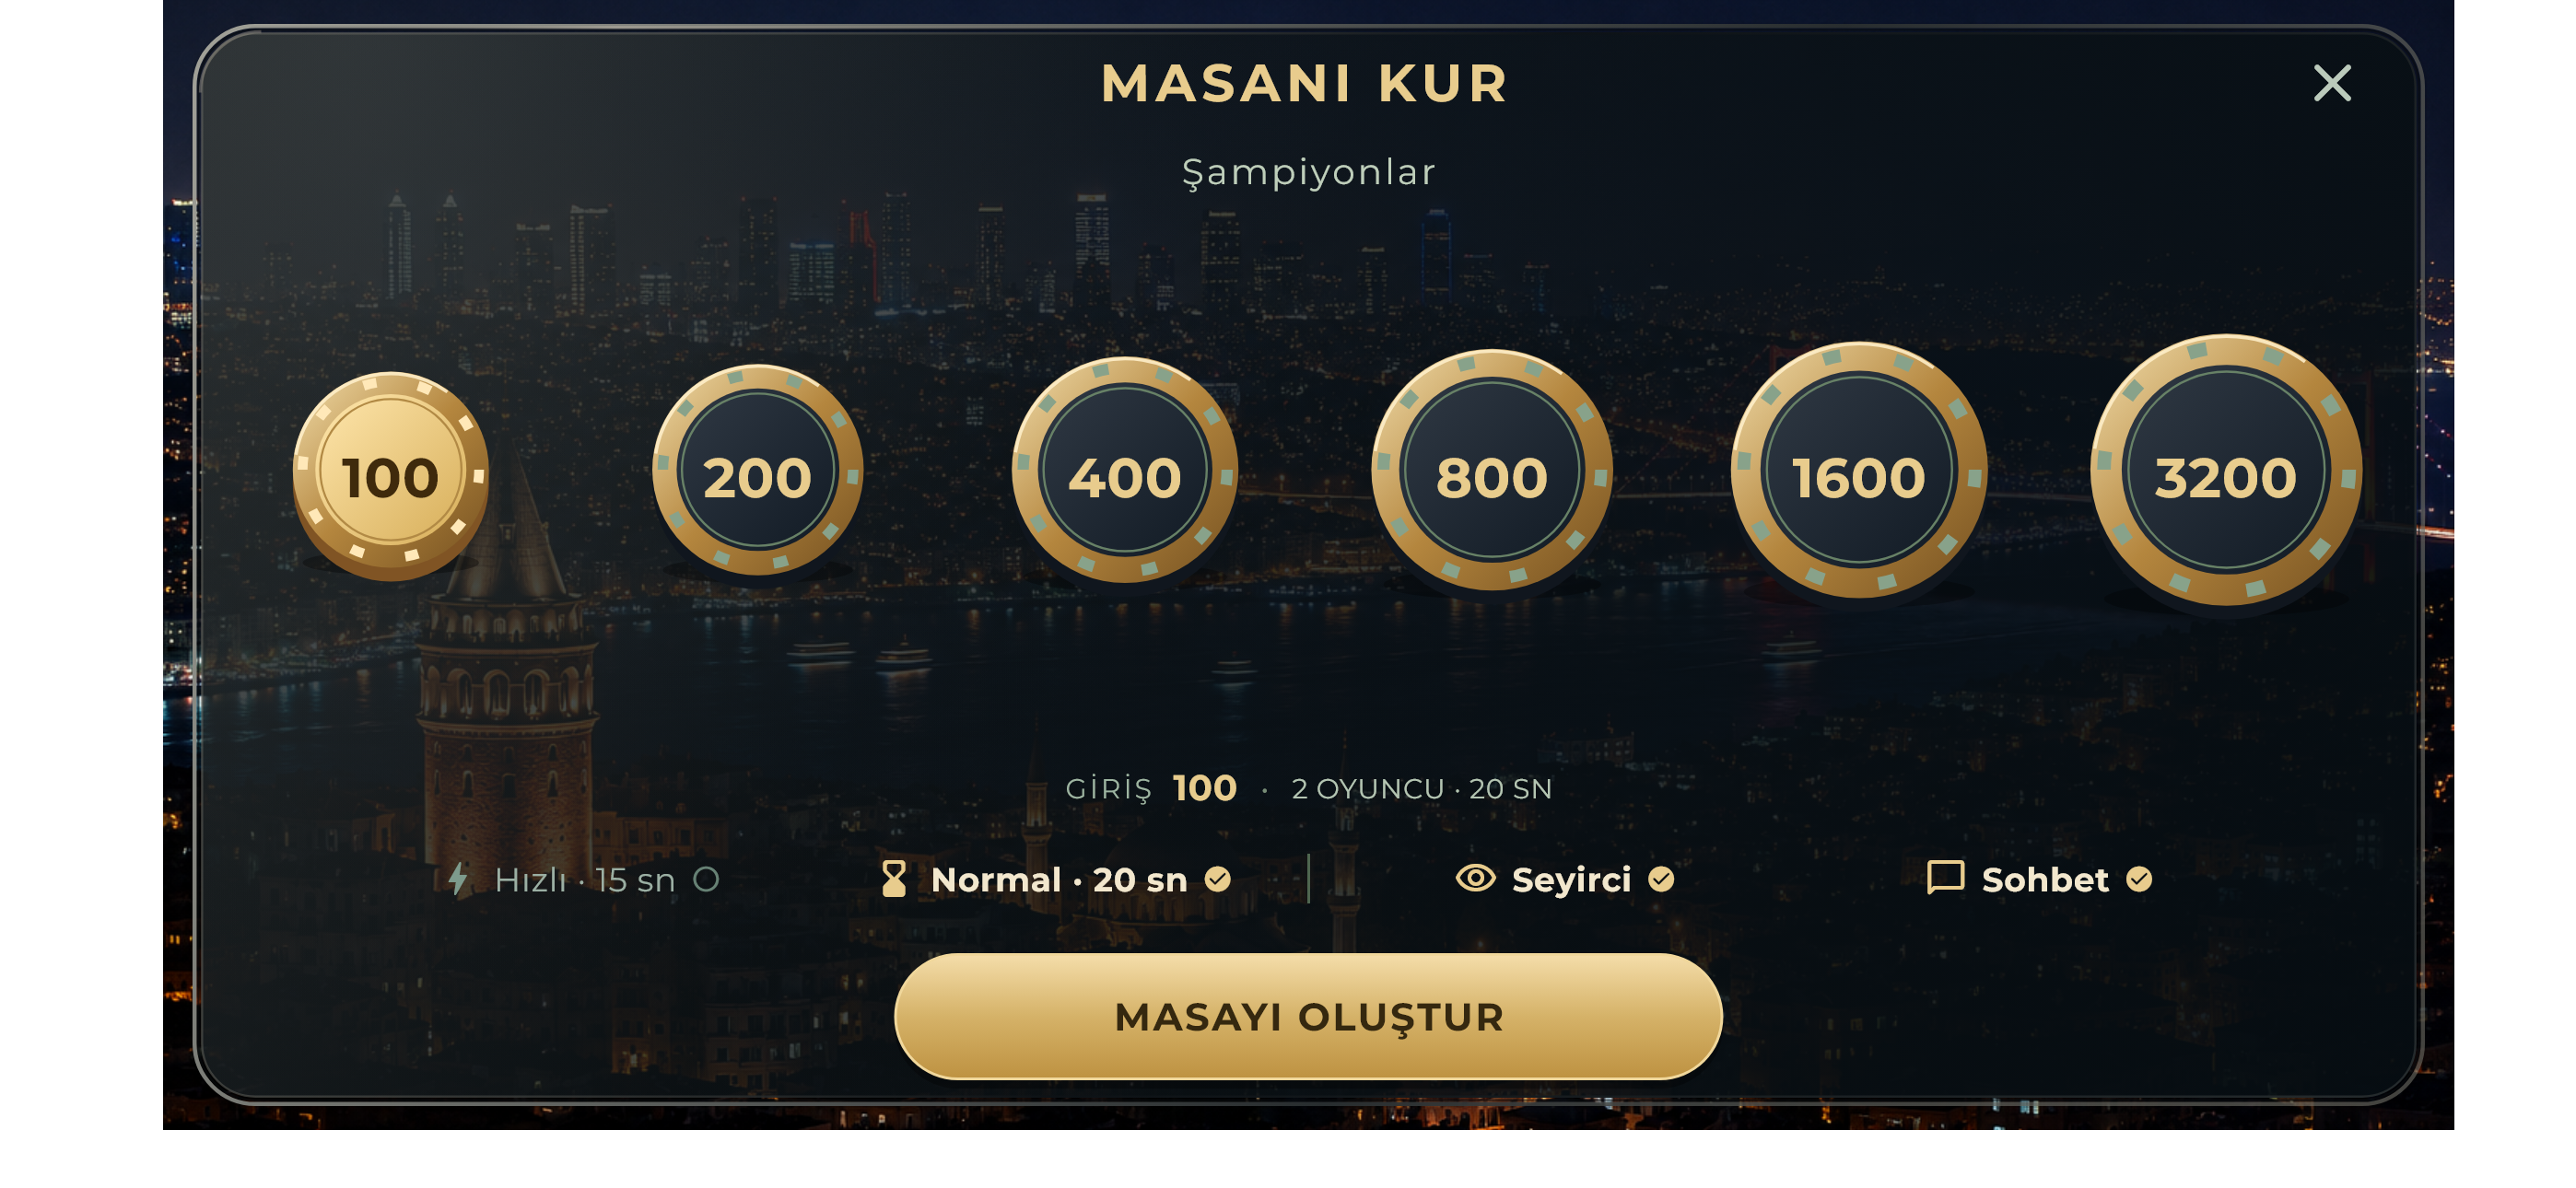 MASANI KUR
Şampiyonlar
100 200 400 800 1600 3200
GİRİŞ 100 · 2 OYUNCU · 20 SN
Hızlı · 15 sn Normal · 20 sn Seyirci Sohbet
MASAYI OLUŞTUR